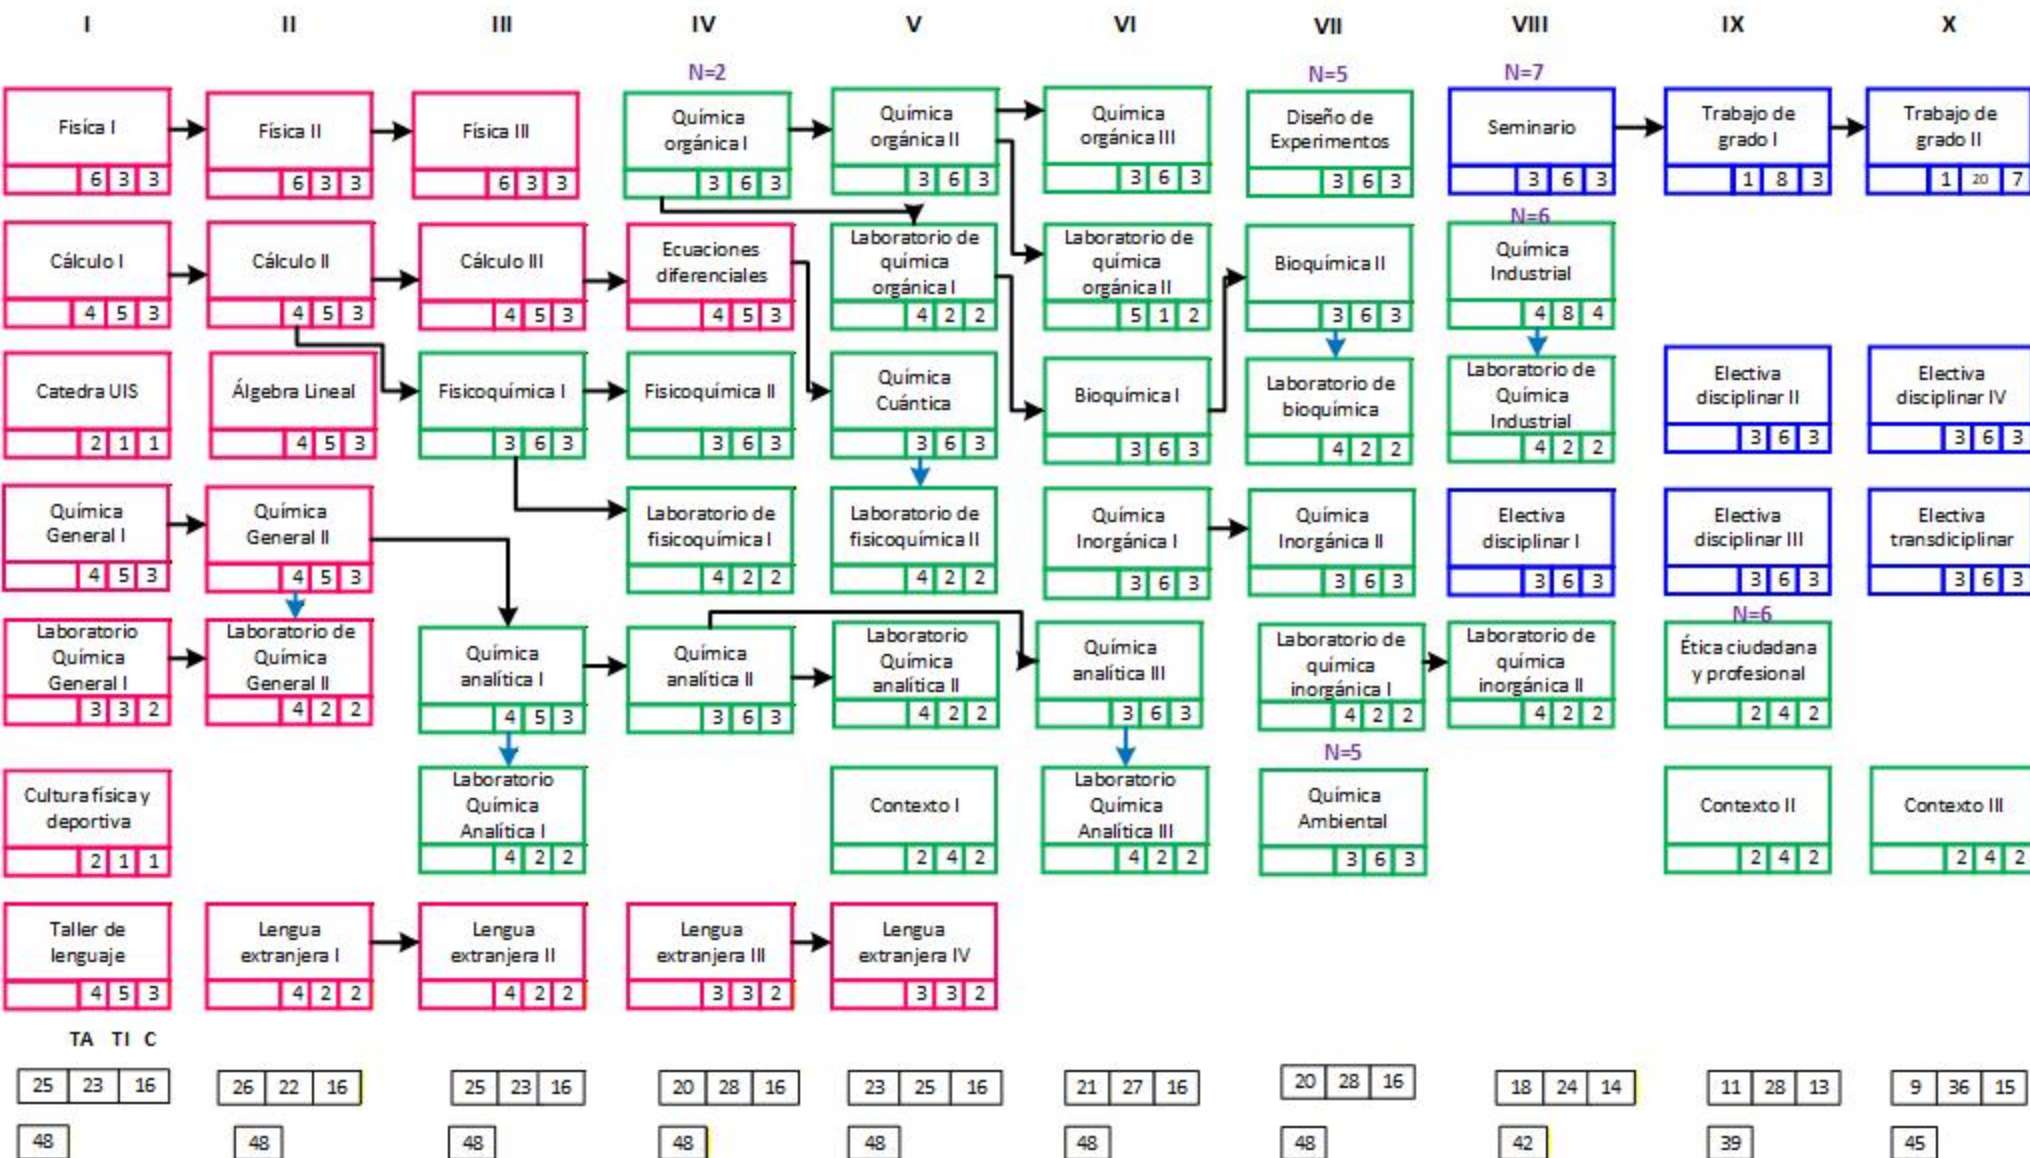 I II III IV V VI VII VIII IX X
N=2 N=5 N=7
Fisíca I
6 3 3
Física II
6 3 3
Física III
6 3 3
Química
orgánica I
3 6 3
Química
orgánica II
3 6 3
Química
orgánica III
3 6 3
Diseño de
Experimentos
3 6 3
Seminario
3 6 3
Trabajo de
grado I
1 8 3
Trabajo de
grado II
1 20 7
N=6
Cálculo I
4 5 3
Cálculo II
4 5 3
Cálculo III
4 5 3
Ecuaciones
diferenciales
4 5 3
Laboratorio de
química
orgánica I
4 2 2
Laboratorio de
química
orgánica II
5 1 2
Bioquímica II
3 6 3
Química
Industrial
4 8 4
Catedra UIS
2 1 1
Álgebra Lineal
4 5 3
Fisicoquímica I
3 6 3
Fisicoquímica II
3 6 3
Química
Cuántica
3 6 3
Bioquímica I
3 6 3
Laboratorio de
bioquímica
4 2 2
Laboratorio de
Química
Industrial
4 2 2
Electiva
disciplinar II
3 6 3
Electiva
disciplinar IV
3 6 3
Química
General I
4 5 3
Química
General II
4 5 3
Laboratorio de
fisicoquímica I
4 2 2
Laboratorio de
fisicoquímica II
4 2 2
Química
Inorgánica I
3 6 3
Química
Inorgánica II
3 6 3
Electiva
disciplinar I
3 6 3
Electiva
disciplinar III
3 6 3
Electiva
transdiciplinar
3 6 3
N=6
Laboratorio
Química
General I
3 3 2
Laboratorio de
Química
General II
4 2 2
Química
analítica I
4 5 3
Química
analítica II
3 6 3
Laboratorio
Química
analítica II
4 2 2
Química
analítica III
3 6 3
Laboratorio de
química
inorgánica I
4 2 2
Laboratorio de
química
inorgánica II
4 2 2
Ética ciudadana
y profesional
2 4 2
N=5
Cultura física y
deportiva
2 1 1
Laboratorio
Química
Analítica I
4 2 2
Contexto I
2 4 2
Laboratorio
Química
Analítica III
4 2 2
Química
Ambiental
3 6 3
Contexto II
2 4 2
Contexto III
2 4 2
Taller de
lenguaje
4 5 3
Lengua
extranjera I
4 2 2
Lengua
extranjera II
4 2 2
Lengua
extranjera III
3 3 2
Lengua
extranjera IV
3 3 2
TA TI C
25 23 16 26 22 16 25 23 16 20 28 16 23 25 16 21 27 16 20 28 16 18 24 14 11 28 13 9 36 15
48 48 48 48 48 48 48 42 39 45